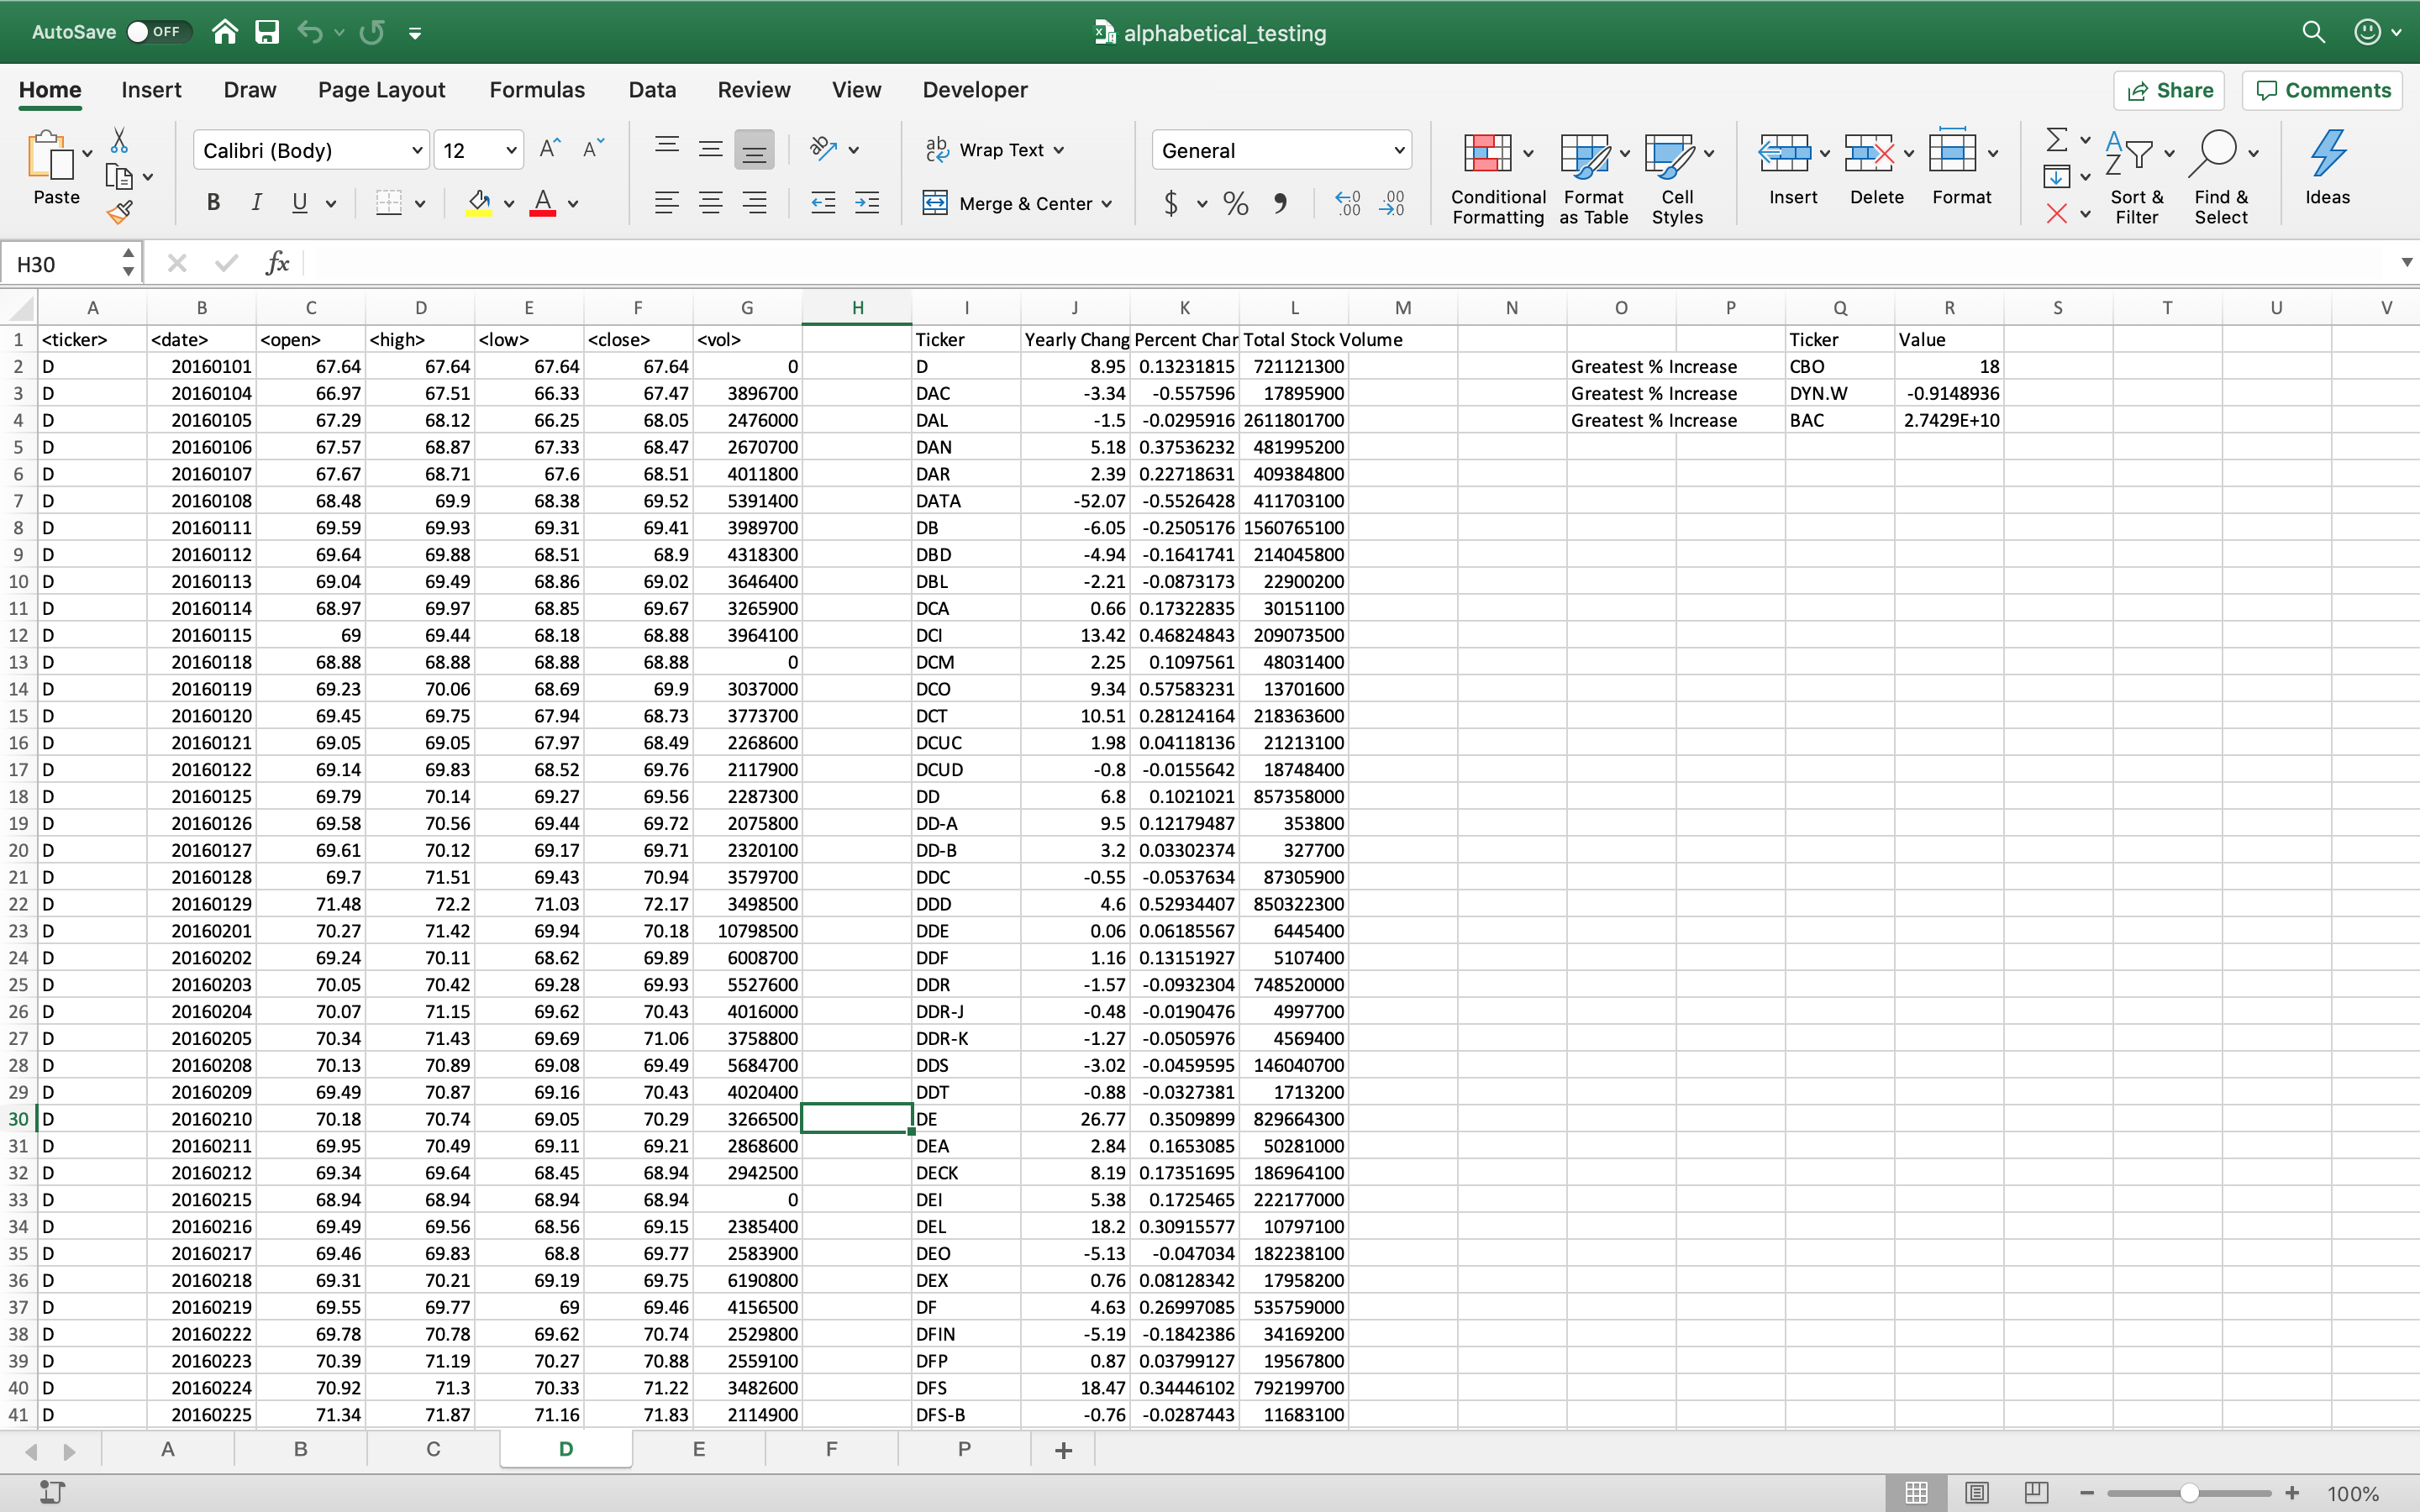 AutoSave OFF alphabetical_testing
Home Insert Draw Page Layout Formulas Data Review View Developer Share Comments
Paste Calibri (Body) 12 Wrap Text General Conditional Formatting Format as Table Cell Styles Insert Delete Format Sort & Filter Find & Select Ideas
B I U A Merge & Center $ %
H30 fx
A B C D E F G H I J K L M N O P Q R S T U V
1 <ticker> <date> <open> <high> <low> <close> <vol> Ticker Yearly Chang Percent Char Total Stock Volume Ticker Value
2 D 20160101 67.64 67.64 67.64 67.64 0 D 8.95 0.13231815 721121300 Greatest % Increase CBO 18
3 D 20160104 66.97 67.51 66.33 67.47 3896700 DAC -3.34 -0.557596 17895900 Greatest % Increase DYN.W -0.9148936
4 D 20160105 67.29 68.12 66.25 68.05 2476000 DAL -1.5 -0.0295916 2611801700 Greatest % Increase BAC 2.7429E+10
5 D 20160106 67.57 68.87 67.33 68.47 2670700 DAN 5.18 0.37536232 481995200
6 D 20160107 67.67 68.71 67.6 68.51 4011800 DAR 2.39 0.22718631 409384800
7 D 20160108 68.48 69.9 68.38 69.52 5391400 DATA -52.07 -0.5526428 411703100
8 D 20160111 69.59 69.93 69.31 69.41 3989700 DB -6.05 -0.2505176 1560765100
9 D 20160112 69.64 69.88 68.51 68.9 4318300 DBD -4.94 -0.1641741 214045800
10 D 20160113 69.04 69.49 68.86 69.02 3646400 DBL -2.21 -0.0873173 22900200
11 D 20160114 68.97 69.97 68.85 69.67 3265900 DCA 0.66 0.17322835 30151100
12 D 20160115 69 69.44 68.18 68.88 3964100 DCI 13.42 0.46824843 209073500
13 D 20160118 68.88 68.88 68.88 68.88 0 DCM 2.25 0.1097561 48031400
14 D 20160119 69.23 70.06 68.69 69.9 3037000 DCO 9.34 0.57583231 13701600
15 D 20160120 69.45 69.75 67.94 68.73 3773700 DCT 10.51 0.28124164 218363600
16 D 20160121 69.05 69.05 67.97 68.49 2268600 DCUC 1.98 0.04118136 21213100
17 D 20160122 69.14 69.83 68.52 69.76 2117900 DCUD -0.8 -0.0155642 18748400
18 D 20160125 69.79 70.14 69.27 69.56 2287300 DD 6.8 0.1021021 857358000
19 D 20160126 69.58 70.56 69.44 69.72 2075800 DD-A 9.5 0.12179487 353800
20 D 20160127 69.61 70.12 69.17 69.71 2320100 DD-B 3.2 0.03302374 327700
21 D 20160128 69.7 71.51 69.43 70.94 3579700 DDC -0.55 -0.0537634 87305900
22 D 20160129 71.48 72.2 71.03 72.17 3498500 DDD 4.6 0.52934407 850322300
23 D 20160201 70.27 71.42 69.94 70.18 10798500 DDE 0.06 0.06185567 6445400
24 D 20160202 69.24 70.11 68.62 69.89 6008700 DDF 1.16 0.13151927 5107400
25 D 20160203 70.05 70.42 69.28 69.93 5527600 DDR -1.57 -0.0932304 748520000
26 D 20160204 70.07 71.15 69.62 70.43 4016000 DDR-J -0.48 -0.0190476 4997700
27 D 20160205 70.34 71.43 69.69 71.06 3758800 DDR-K -1.27 -0.0505976 4569400
28 D 20160208 70.13 70.89 69.08 69.49 5684700 DDS -3.02 -0.0459595 146040700
29 D 20160209 69.49 70.87 69.16 70.43 4020400 DDT -0.88 -0.0327381 1713200
30 D 20160210 70.18 70.74 69.05 70.29 3266500 DE 26.77 0.3509899 829664300
31 D 20160211 69.95 70.49 69.11 69.21 2868600 DEA 2.84 0.1653085 50281000
32 D 20160212 69.34 69.64 68.45 68.94 2942500 DECK 8.19 0.17351695 186964100
33 D 20160215 68.94 68.94 68.94 68.94 0 DEI 5.38 0.1725465 222177000
34 D 20160216 69.49 69.56 68.56 69.15 2385400 DEL 18.2 0.30915577 10797100
35 D 20160217 69.46 69.83 68.8 69.77 2583900 DEO -5.13 -0.047034 182238100
36 D 20160218 69.31 70.21 69.19 69.75 6190800 DEX 0.76 0.08128342 17958200
37 D 20160219 69.55 69.77 69 69.46 4156500 DF 4.63 0.26997085 535759000
38 D 20160222 69.78 70.78 69.62 70.74 2529800 DFIN -5.19 -0.1842386 34169200
39 D 20160223 70.39 71.19 70.27 70.88 2559100 DFP 0.87 0.03799127 19567800
40 D 20160224 70.92 71.3 70.33 71.22 3482600 DFS 18.47 0.34446102 792199700
41 D 20160225 71.34 71.87 71.16 71.83 2114900 DFS-B -0.76 -0.0287443 11683100
A B C D E F P +
100%